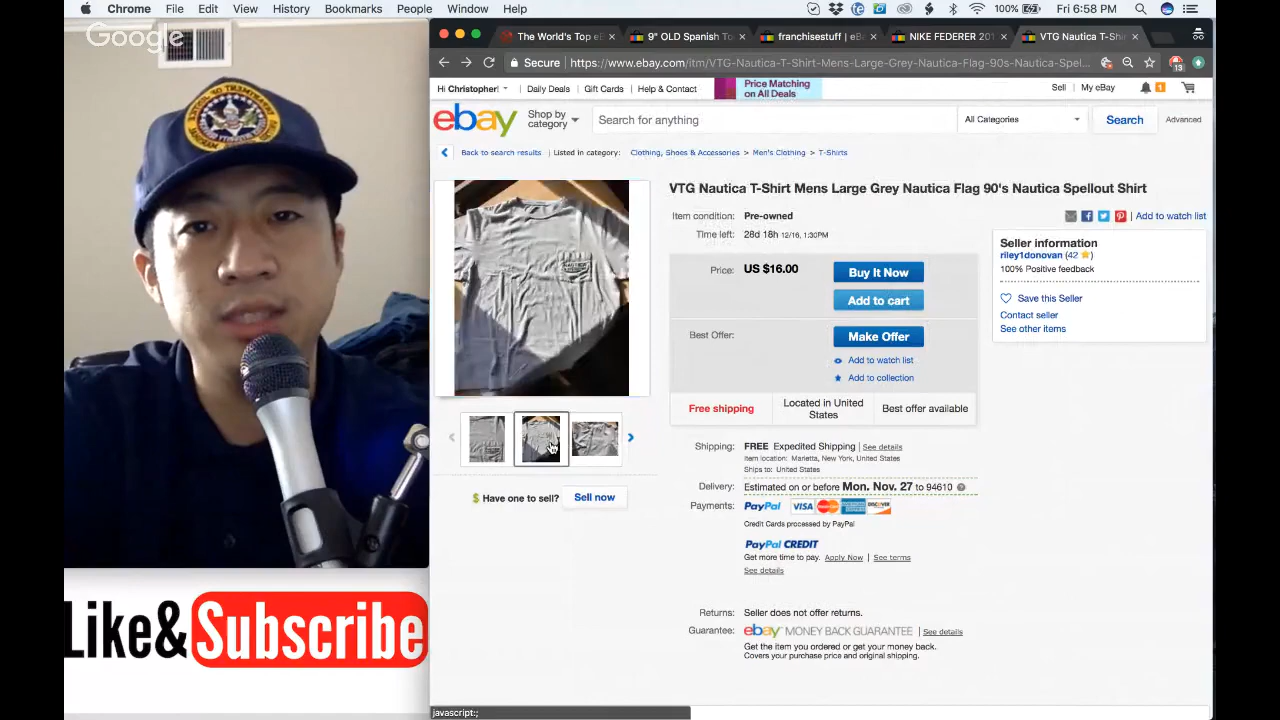 Chrome File Edit View History Bookmarks People Window Help 100% Fri 6:58 PM
Google
The World's Top eB
9" OLD Spanish To
franchisestuff | eB
NIKE FEDERER 201
VTG Nautica T-Shirt
Secure https://www.ebay.com/itm/VTG-Nautica-T-Shirt-Mens-Large-Grey-Nautica-Flag-90s-Nautica-Spel... 13
Hi Christopher! Daily Deals Gift Cards Help & Contact
Price Matching
on All Deals
Sell My eBay 1
ebay
Shop by
category
Search for anything All Categories Search Advanced
Back to search results Listed in category: Clothing, Shoes & Accessories > Men's Clothing > T-Shirts
VTG Nautica T-Shirt Mens Large Grey Nautica Flag 90's Nautica Spellout Shirt
Item condition: Pre-owned
Add to watch list
Time left: 28d 18h 12/16, 1:30PM
Price: US $16.00
Buy It Now
Add to cart
Best Offer: Make Offer
Add to watch list
Add to collection
Free shipping
Located in United
States
Best offer available
Seller information
riley1donovan (42)
100% Positive feedback
Save this Seller
Contact seller
See other items
Shipping: FREE Expedited Shipping See details
Item location: Marietta, New York, United States
Ships to: United States
Delivery: Estimated on or before Mon. Nov. 27 to 94610
Payments: PayPal VISA MasterCard DISCOVER
Credit Cards processed by PayPal
PayPal CREDIT
Get more time to pay. Apply Now See terms
See details
Returns: Seller does not offer returns.
Guarantee: ebay MONEY BACK GUARANTEE See details
Get the item you ordered or get your money back.
Covers your purchase price and original shipping.
$ Have one to sell? Sell now
Like& Subscribe
javascript:;